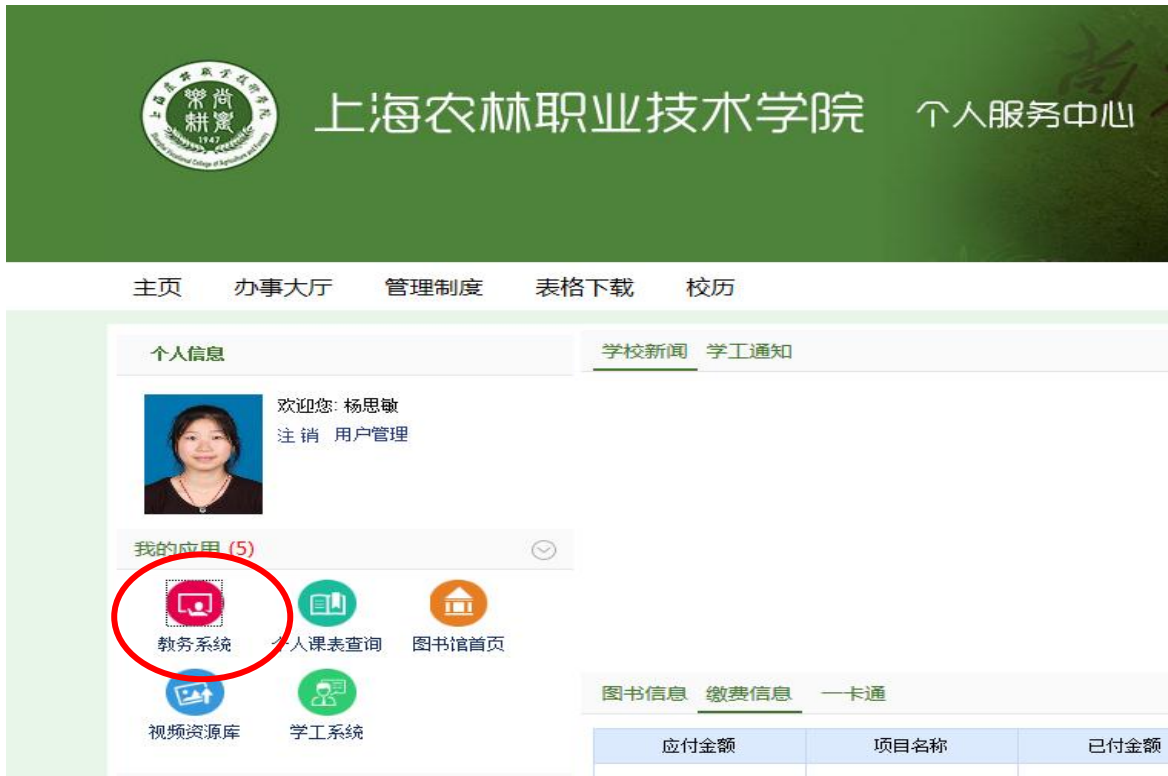 上海农林职业技术学院 个人服务中心
主页 办事大厅 管理制度 表格下载 校历
个人信息
欢迎您: 杨思敏
注 销 用户管理
我的应用 (5)
教务系统 个人课表查询 图书馆首页
视频资源库 学工系统
学校新闻 学工通知
图书信息 缴费信息 一卡通
应付金额 项目名称 已付金额